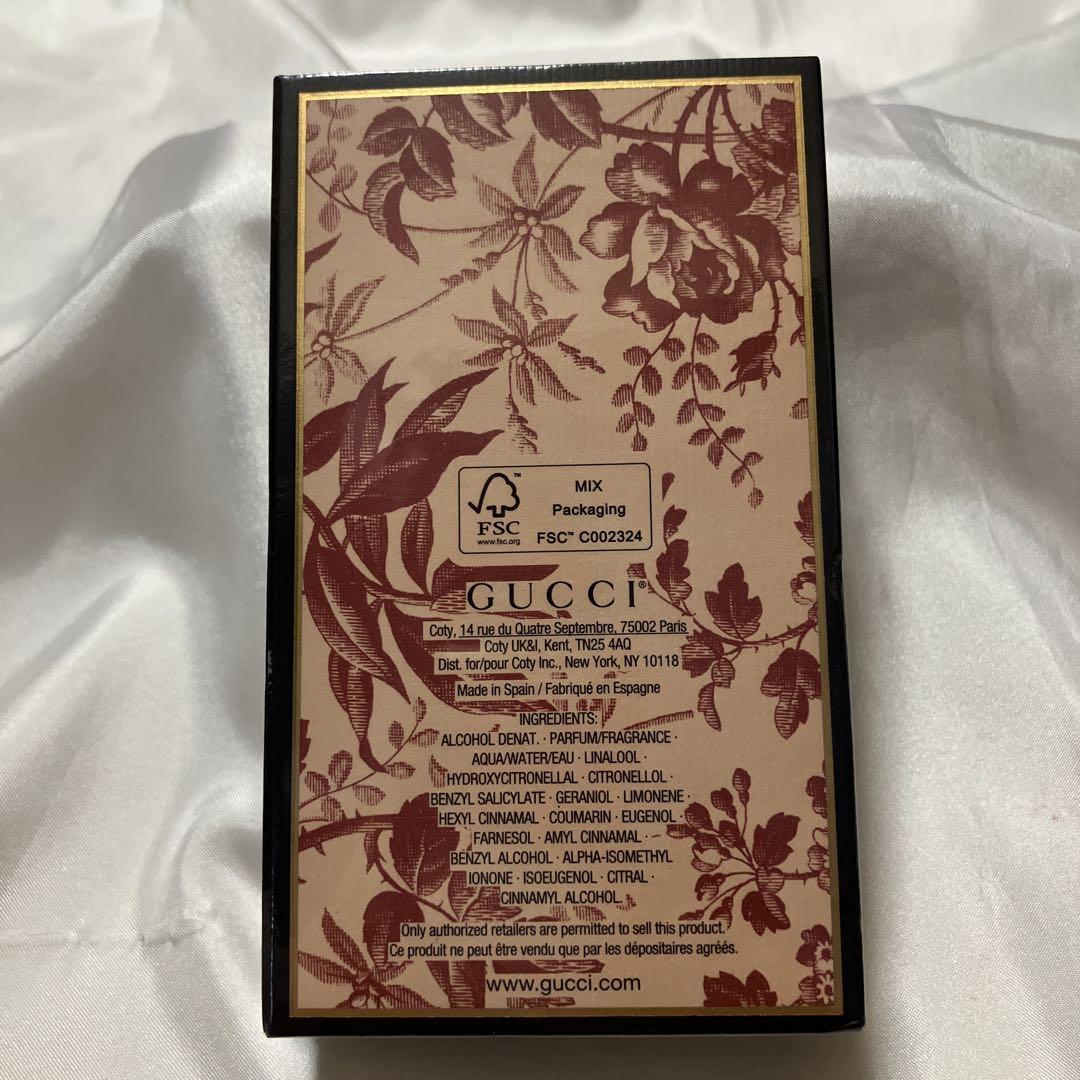 FSC™
www.fsc.org
MIX
Packaging
FSC™ C002324
GUCCI®
Coty, 14 rue du Quatre Septembre, 75002 Paris
Coty UK&I, Kent, TN25 4AQ
Dist. for/pour Coty Inc., New York, NY 10118
Made in Spain / Fabriqué en Espagne
INGREDIENTS:
ALCOHOL DENAT. · PARFUM/FRAGRANCE ·
AQUA/WATER/EAU · LINALOOL ·
HYDROXYCITRONELLAL · CITRONELLOL ·
BENZYL SALICYLATE · GERANIOL · LIMONENE ·
HEXYL CINNAMAL · COUMARIN · EUGENOL ·
FARNESOL · AMYL CINNAMAL ·
BENZYL ALCOHOL · ALPHA-ISOMETHYL
IONONE · ISOEUGENOL · CITRAL ·
CINNAMYL ALCOHOL.
Only authorized retailers are permitted to sell this product.
Ce produit ne peut être vendu que par les dépositaires agréés.
www.gucci.com